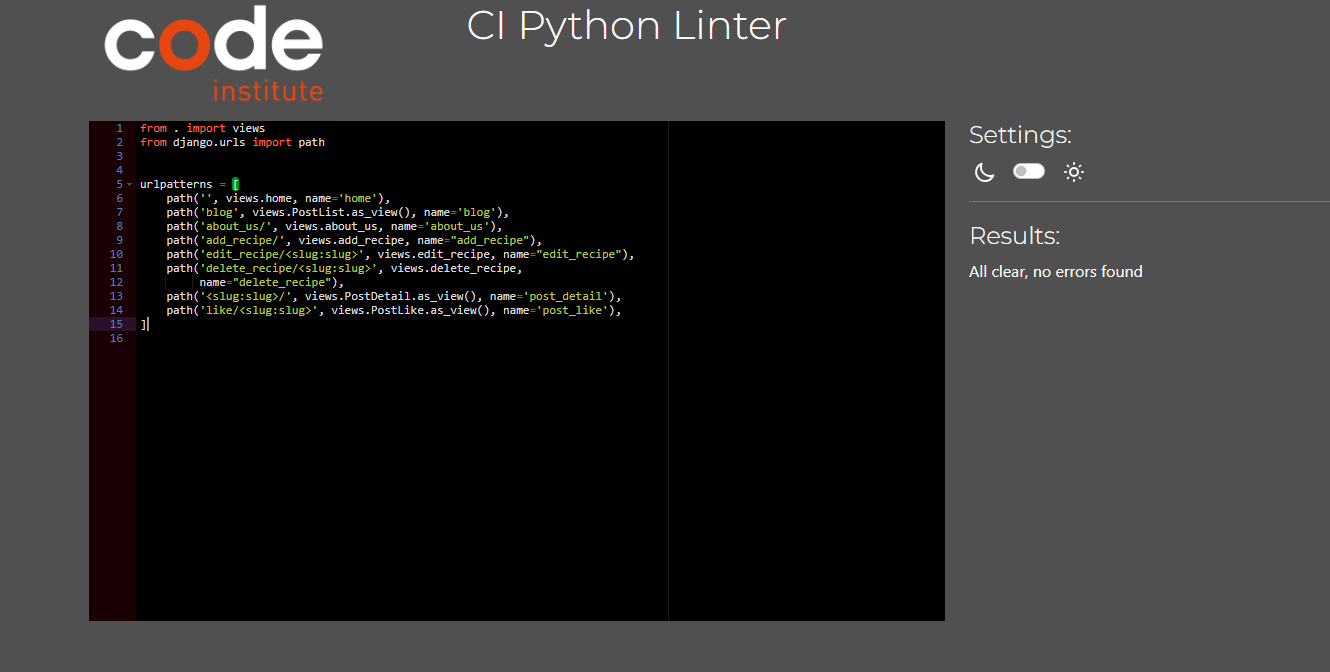 code
institute
CI Python Linter
1 from . import views
2 from django.urls import path
3
4
5 urlpatterns = [
6     path('', views.home, name='home'),
7     path('blog', views.PostList.as_view(), name='blog'),
8     path('about_us/', views.about_us, name='about_us'),
9     path('add_recipe/', views.add_recipe, name="add_recipe"),
10     path('edit_recipe/<slug:slug>', views.edit_recipe, name="edit_recipe"),
11     path('delete_recipe/<slug:slug>', views.delete_recipe,
12          name="delete_recipe"),
13     path('<slug:slug>/', views.PostDetail.as_view(), name='post_detail'),
14     path('like/<slug:slug>', views.PostLike.as_view(), name='post_like'),
15 ]
16
Settings:
Results:
All clear, no errors found